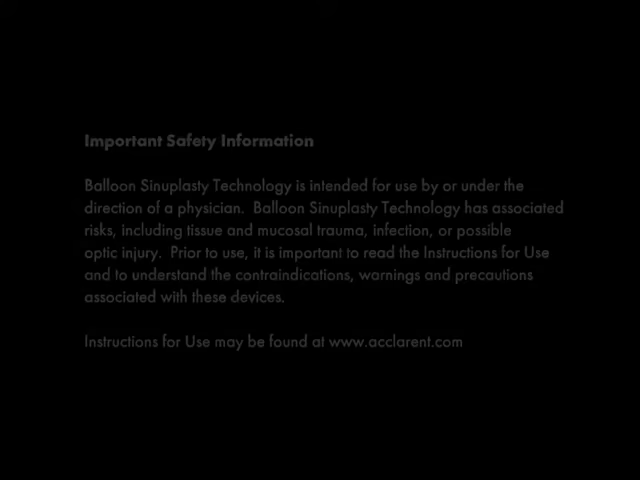 Important Safety Information
Balloon Sinuplasty Technology is intended for use by or under the
direction of a physician.  Balloon Sinuplasty Technology has associated
risks, including tissue and mucosal trauma, infection, or possible
optic injury.  Prior to use, it is important to read the Instructions for Use
and to understand the contraindications, warnings and precautions
associated with these devices.
Instructions for Use may be found at www.acclarent.com